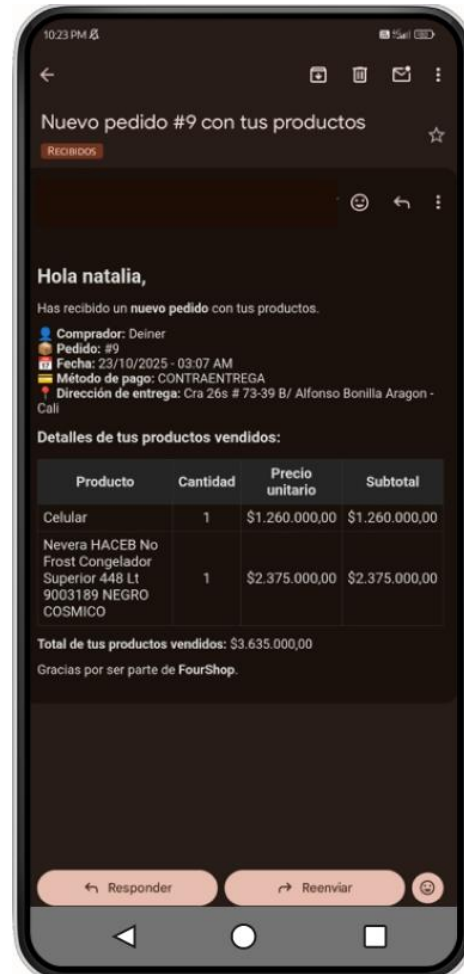 10:23 PM
Nuevo pedido #9 con tus productos
RECIBIDOS
Hola natalia,
Has recibido un nuevo pedido con tus productos.
Comprador: Deiner
Pedido: #9
Fecha: 23/10/2025 - 03:07 AM
Método de pago: CONTRAENTREGA
Dirección de entrega: Cra 26s # 73-39 B/ Alfonso Bonilla Aragon -
Cali
Detalles de tus productos vendidos:
Producto Cantidad Precio unitario Subtotal
Celular 1 $1.260.000,00 $1.260.000,00
Nevera HACEB No
Frost Congelador
Superior 448 Lt 1 $2.375.000,00 $2.375.000,00
9003189 NEGRO
COSMICO
Total de tus productos vendidos: $3.635.000,00
Gracias por ser parte de FourShop.
Responder Reenviar